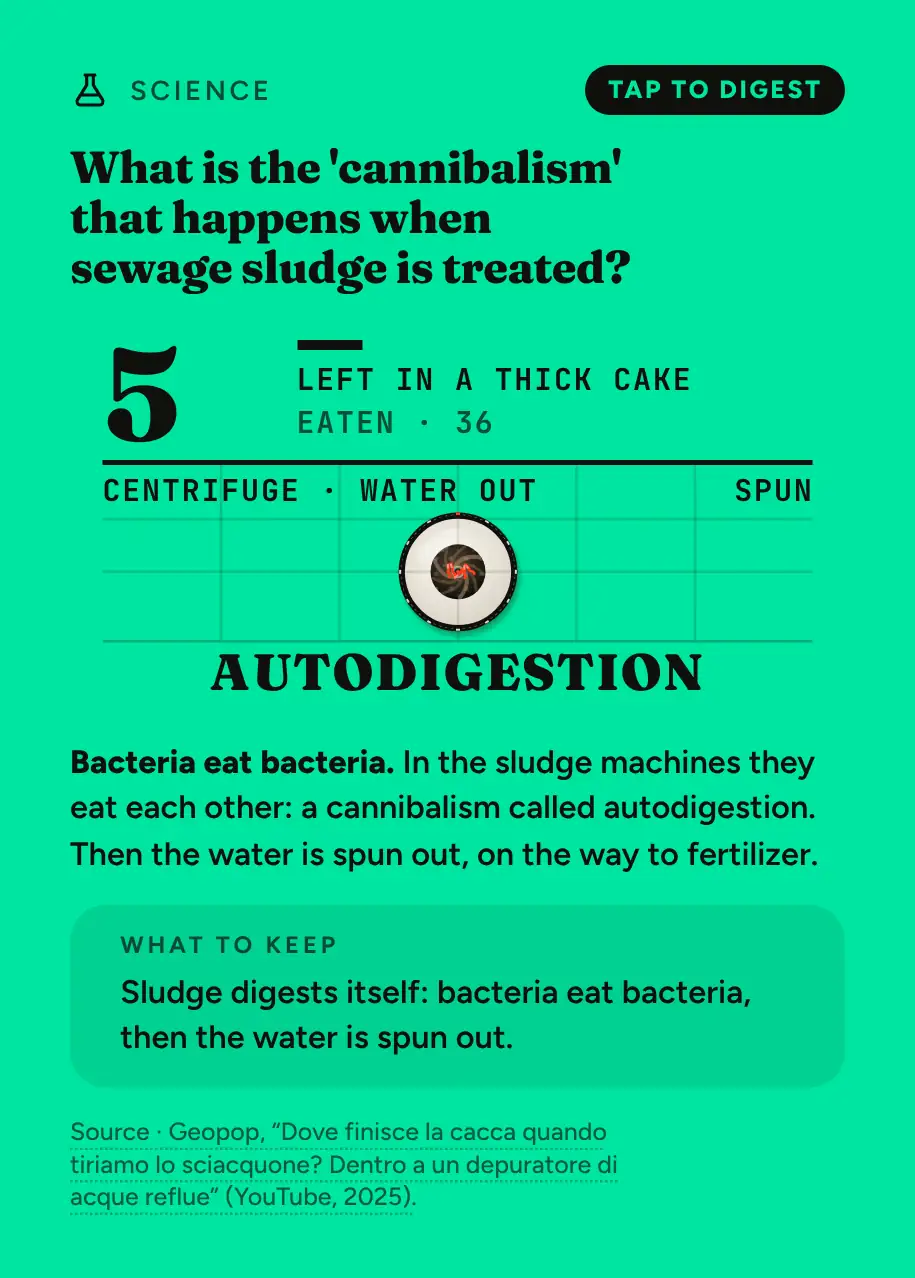 SCIENCE
TAP TO DIGEST
What is the 'cannibalism'
that happens when
sewage sludge is treated?
5
LEFT IN A THICK CAKE
EATEN · 36
CENTRIFUGE · WATER OUT
SPUN
AUTODIGESTION
Bacteria eat bacteria. In the sludge machines they
eat each other: a cannibalism called autodigestion.
Then the water is spun out, on the way to fertilizer.
WHAT TO KEEP
Sludge digests itself: bacteria eat bacteria,
then the water is spun out.
Source · Geopop, “Dove finisce la cacca quando
tiriamo lo sciacquone? Dentro a un depuratore di
acque reflue” (YouTube, 2025).